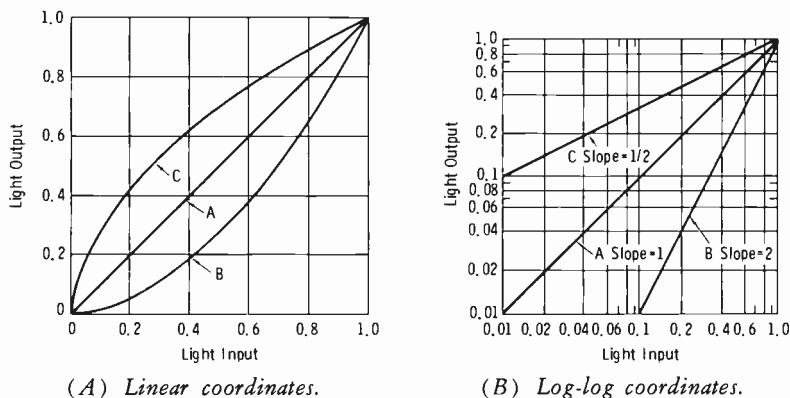 1.0
0.8
0.6
0.4
0.2
0
Light Output
C
A
B
0 0.2 0.4 0.6 0.8 1.0
Light Input
(A) Linear coordinates.
1.0
0.8
0.6
0.4
0.2
0.1
0.08
0.06
0.04
0.02
0.01
Light Output
C Slope=1/2
A Slope=1
B Slope=2
0.01 0.02 0.04 0.06 0.1 0.2 0.4 0.6 1.0
Light Input
(B) Log-log coordinates.